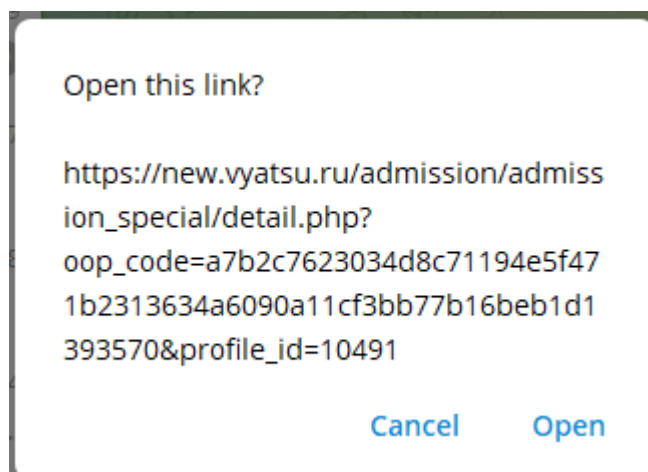 Open this link?
https://new.vyatsu.ru/admission/admiss
ion_special/detail.php?
oop_code=a7b2c7623034d8c71194e5f47
1b2313634a6090a11cf3bb77b16beb1d1
393570&profile_id=10491
Cancel Open